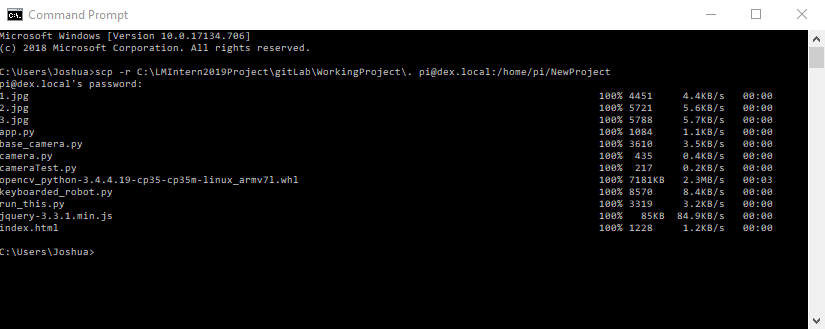 Command Prompt
Microsoft Windows [Version 10.0.17134.706]
(c) 2018 Microsoft Corporation. All rights reserved.
C:\Users\Joshua>scp -r C:\LMIntern2019Project\gitLab\WorkingProject\. pi@dex.local:/home/pi/NewProject
pi@dex.local's password:
1.jpg 100% 4451 4.4KB/s 00:00
2.jpg 100% 5721 5.6KB/s 00:00
3.jpg 100% 5788 5.7KB/s 00:00
app.py 100% 1084 1.1KB/s 00:00
base_camera.py 100% 3610 3.5KB/s 00:00
camera.py 100% 435 0.4KB/s 00:00
cameraTest.py 100% 217 0.2KB/s 00:00
opencv_python-3.4.4.19-cp35-cp35m-linux_armv7l.whl 100% 7181KB 2.3MB/s 00:03
keyboarded_robot.py 100% 8570 8.4KB/s 00:00
run_this.py 100% 3319 3.2KB/s 00:00
jquery-3.3.1.min.js 100% 85KB 84.9KB/s 00:00
index.html 100% 1228 1.2KB/s 00:00
C:\Users\Joshua>